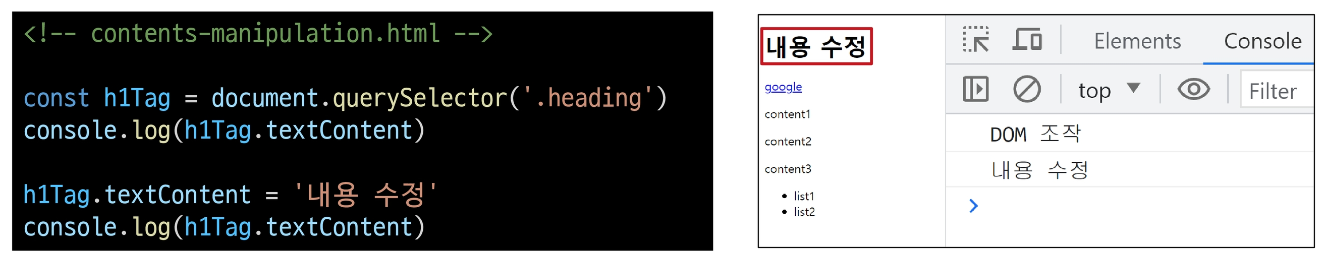 <!-- contents-manipulation.html -->
const h1Tag = document.querySelector('.heading')
console.log(h1Tag.textContent)
h1Tag.textContent = '내용 수정'
console.log(h1Tag.textContent)
내용 수정
google
content1
content2
content3
• list1
• list2
Elements
Console
top ▼
Filter
DOM 조작
내용 수정